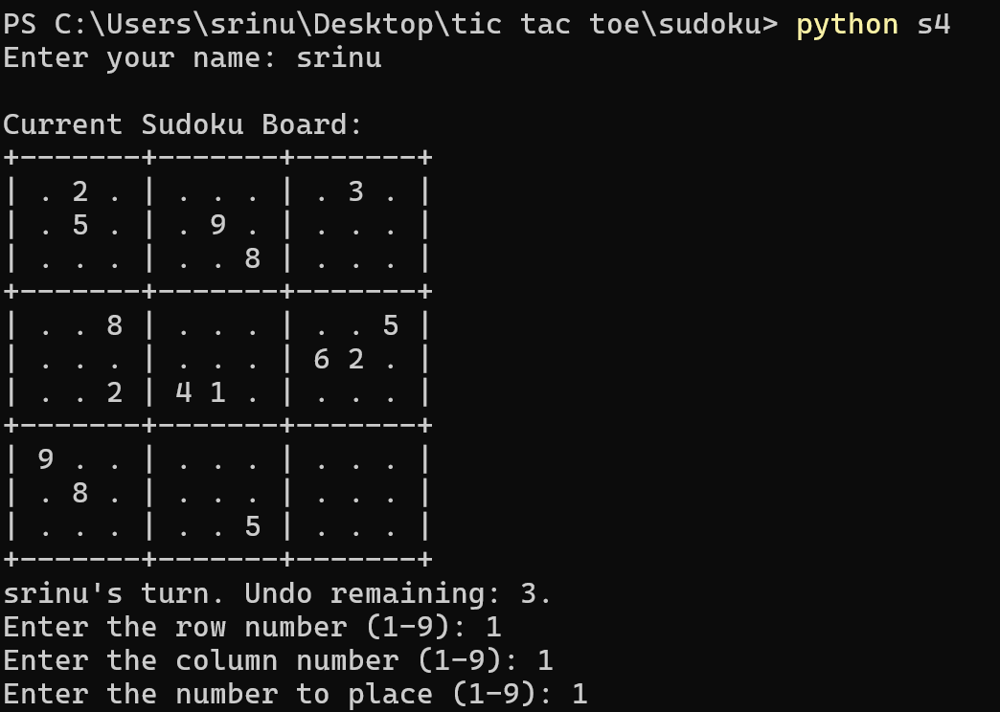 PS C:\Users\srinu\Desktop\tic tac toe\sudoku> python s4
Enter your name: srinu

Current Sudoku Board:
+-------+-------+-------+
| . 2 . | . . . | . 3 . |
| . 5 . | . 9 . | . . . |
| . . . | . . 8 | . . . |
+-------+-------+-------+
| . . 8 | . . . | . . 5 |
| . . . | . . . | 6 2 . |
| . . 2 | 4 1 . | . . . |
+-------+-------+-------+
| 9 . . | . . . | . . . |
| . 8 . | . . . | . . . |
| . . . | . . 5 | . . . |
+-------+-------+-------+
srinu's turn. Undo remaining: 3.
Enter the row number (1-9): 1
Enter the column number (1-9): 1
Enter the number to place (1-9): 1